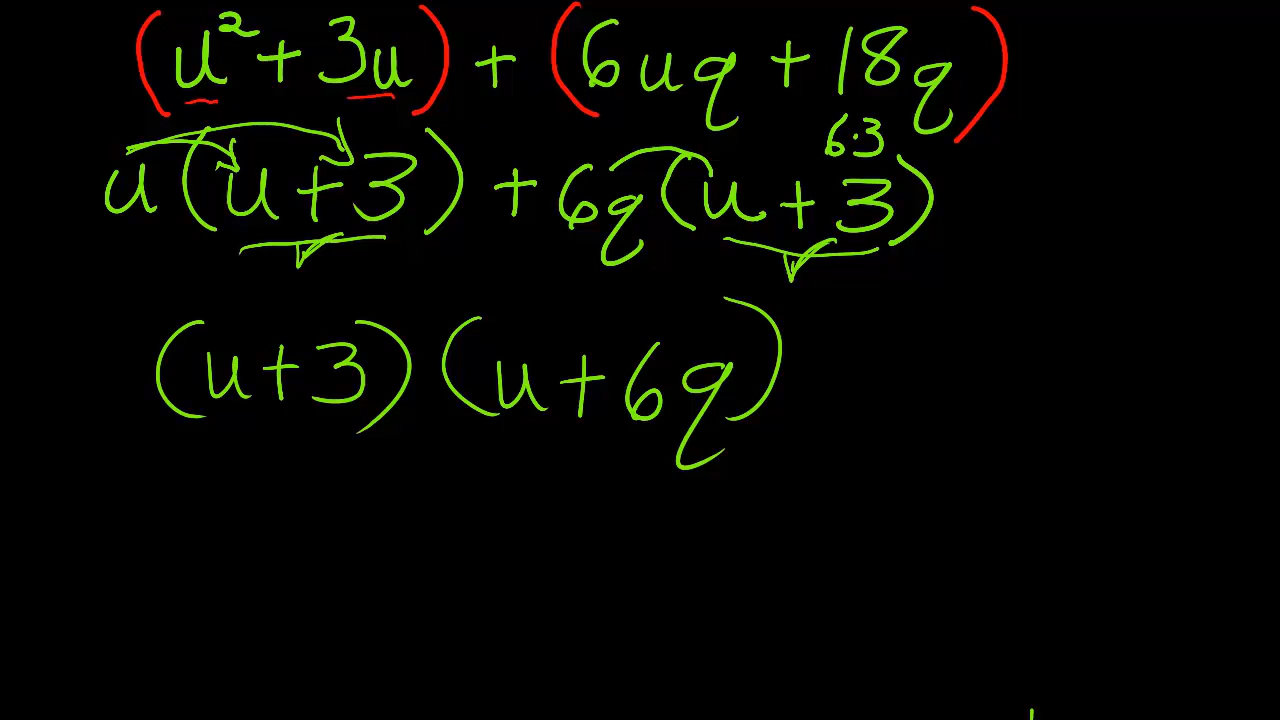 (u² + 3u) + (6uq + 18q)
6·3
u(u + 3) + 6q(u + 3)
(u + 3)(u + 6q)